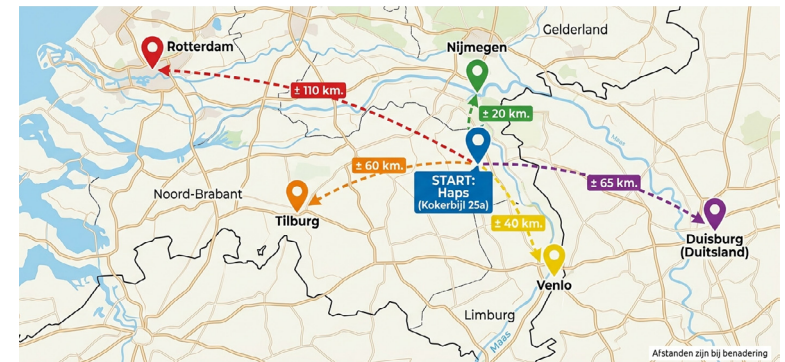 Gelderland
Rotterdam
Nijmegen
± 110 km.
± 20 km.
Maas
± 60 km.
START:
Haps
(Kokerbijl 25a)
± 65 km.
Noord-Brabant
Tilburg
± 40 km.
Duisburg
(Duitsland)
Venlo
Limburg
Maas
Afstanden zijn bij benadering